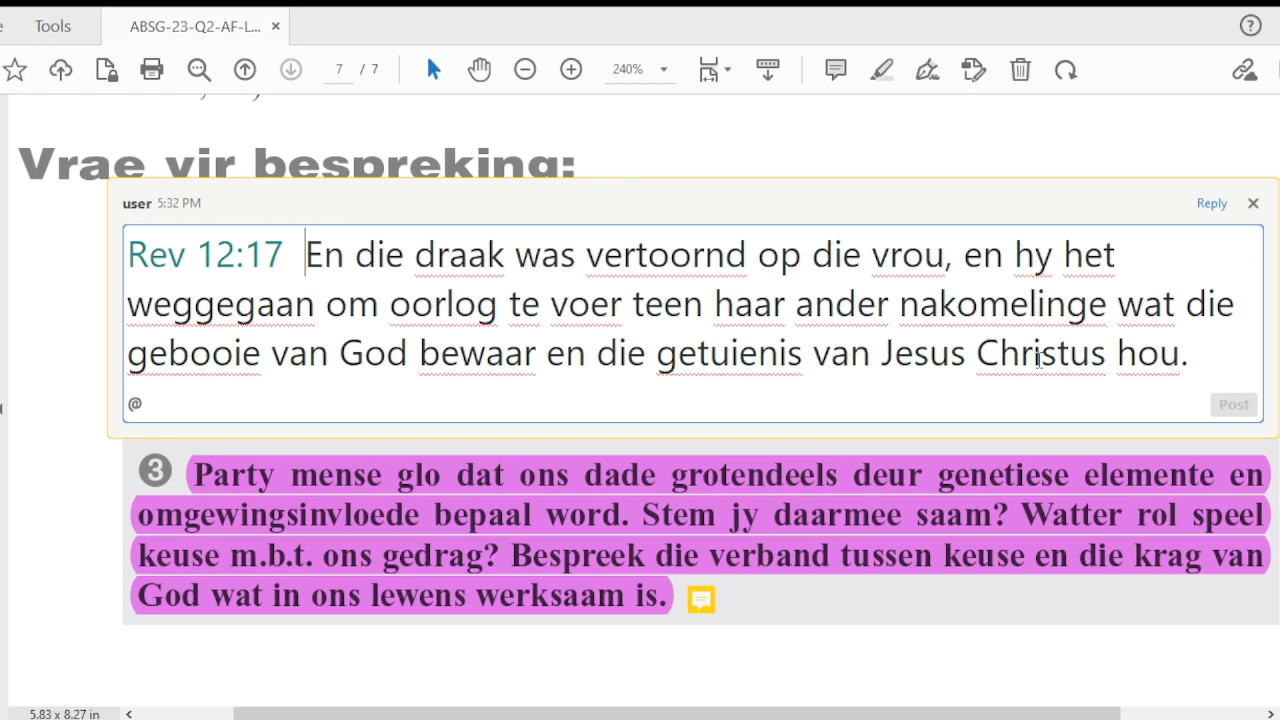 Tools
ABSG-23-Q2-AF-L... ×
7 / 7
240%
Vrae vir bespreking:
user 5:32 PM
Reply ×
Rev 12:17 En die draak was vertoornd op die vrou, en hy het
weggegaan om oorlog te voer teen haar ander nakomelinge wat die
gebooie van God bewaar en die getuienis van Jesus Christus hou.
@
Post
3 Party mense glo dat ons dade grotendeels deur genetiese elemente en
omgewingsinvloede bepaal word. Stem jy daarmee saam? Watter rol speel
keuse m.b.t. ons gedrag? Bespreek die verband tussen keuse en die krag van
God wat in ons lewens werksaam is.
5.83 x 8.27 in